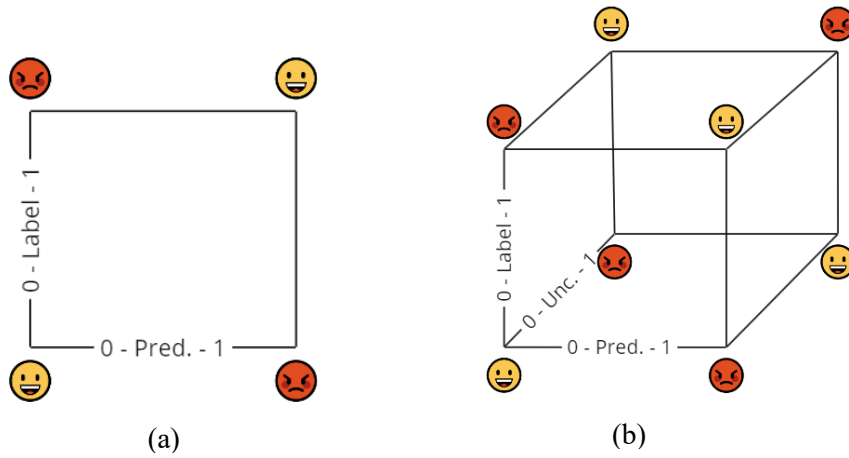 0 - Label - 1
0 - Pred. - 1
(a)
0 - Label - 1
0 - Unc. - 1
0 - Pred. - 1
(b)